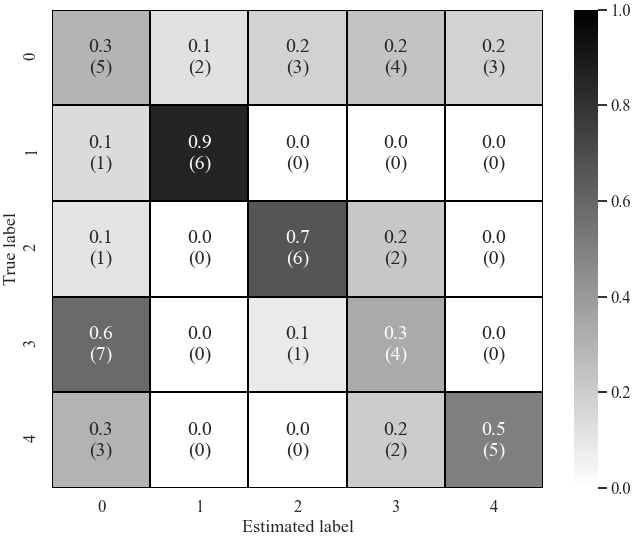 0.3 0.1 0.2 0.2 0.2
(5) (2) (3) (4) (3)
0
0.1 0.9 0.0 0.0 0.0
(1) (6) (0) (0) (0)
1
0.1 0.0 0.7 0.2 0.0
(1) (0) (6) (2) (0)
2
0.6 0.0 0.1 0.3 0.0
(7) (0) (1) (4) (0)
3
0.3 0.0 0.0 0.2 0.5
(3) (0) (0) (2) (5)
4
True label
0 1 2 3 4
Estimated label
1.0
0.8
0.6
0.4
0.2
0.0